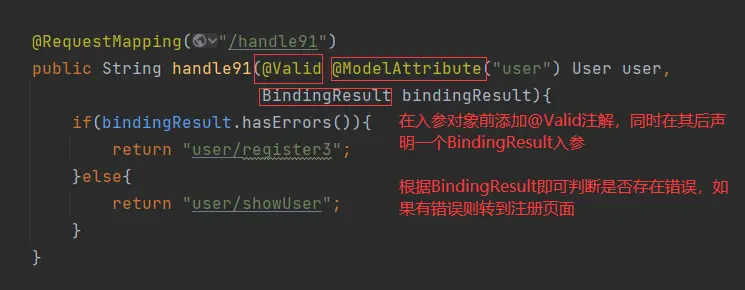 @RequestMapping("/handle91")
public String handle91(@Valid @ModelAttribute("user") User user,
BindingResult bindingResult){
if(bindingResult.hasErrors()){
在入参对象前添加@Valid注解，同时在其后声
return "user/register3";
明一个BindingResult入参
}else{
根据BindingResult即可判断是否存在错误，如
return "user/showUser";
果有错误则转到注册页面
}
}